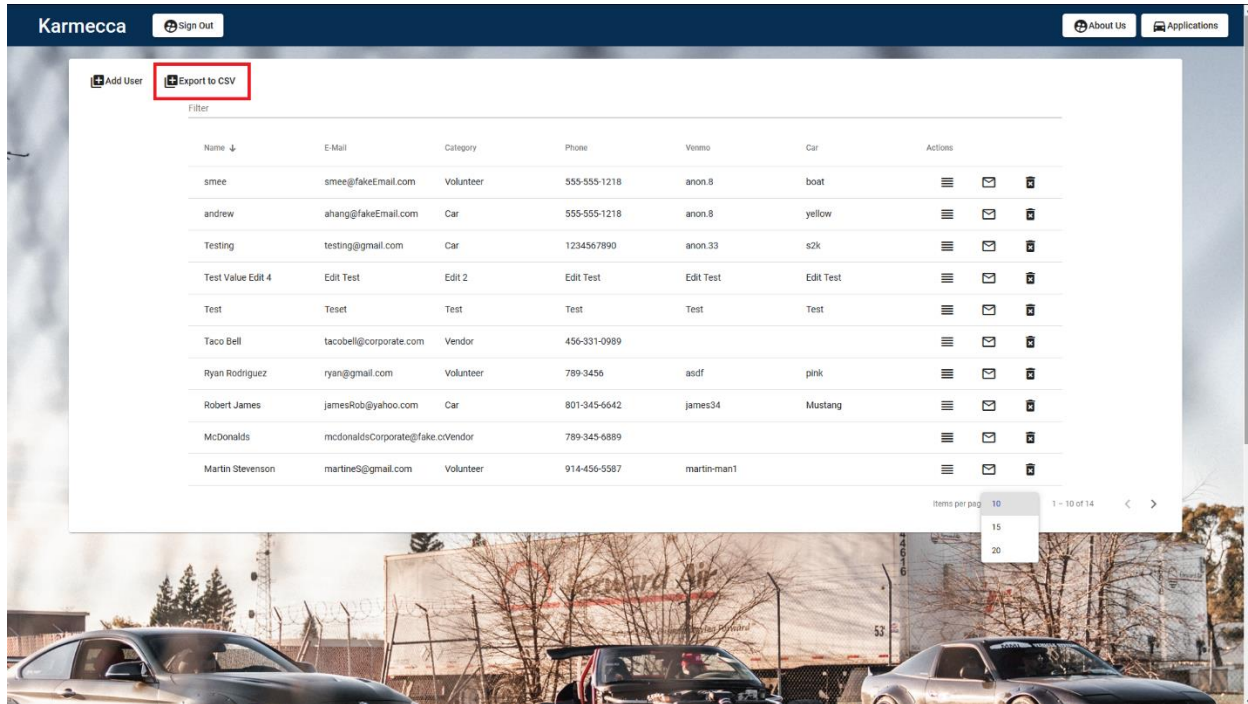 Karmecca Sign Out About Us Applications
Add User Export to CSV
Filter
Name E-Mail Category Phone Venmo Car Actions
smee smee@fakeEmail.com Volunteer 555-555-1218 anon.8 boat
andrew ahang@fakeEmail.com Car 555-555-1218 anon.8 yellow
Testing testing@gmail.com Car 1234567890 anon.33 s2k
Test Value Edit 4 Edit Test Edit 2 Edit Test Edit Test Edit Test
Test Teset Test Test Test Test
Taco Bell tacobell@corporate.com Vendor 456-331-0989
Ryan Rodriguez ryan@gmail.com Volunteer 789-3456 asdf pink
Robert James jamesRob@yahoo.com Car 801-345-6642 james34 Mustang
McDonalds mcdonaldsCorporate@fake.c Vendor 789-345-6889
Martin Stevenson martineS@gmail.com Volunteer 914-456-5587 martin-man1
Items per pag 10 1 – 10 of 14
15
20
Forward Air
53'